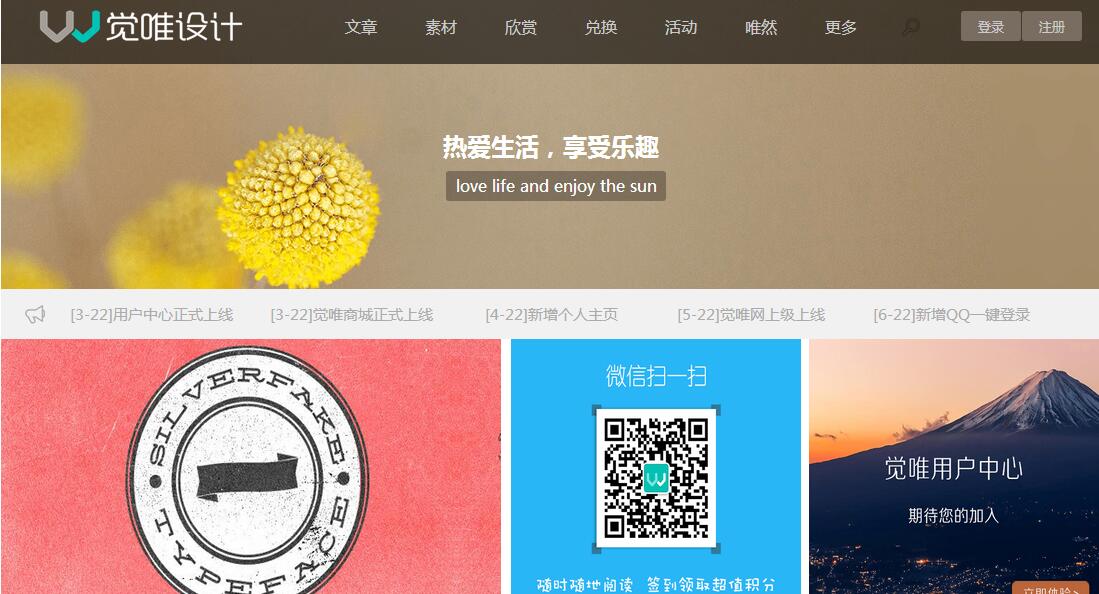 觉唯设计
文章 素材 欣赏 兑换 活动 唯然 更多 登录 注册
热爱生活，享受乐趣
love life and enjoy the sun
[3-22]用户中心正式上线 [3-22]觉唯商城正式上线 [4-22]新增个人主页 [5-22]觉唯网上级上线 [6-22]新增QQ一键登录
SILVERFAKE
TYPEFACE
微信扫一扫
随时随地阅读 签到领取超值积分
觉唯用户中心
期待您的加入
立即体验>